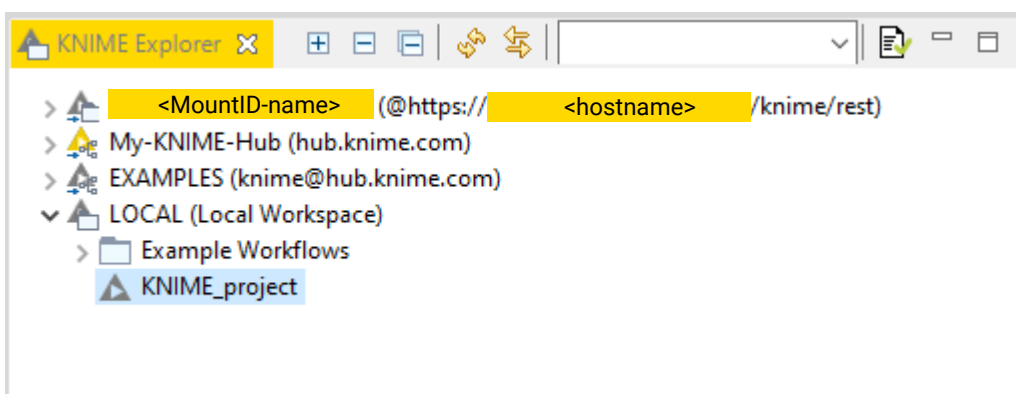 KNIME Explorer
<MountID-name> (@https:// <hostname> /knime/rest)
My-KNIME-Hub (hub.knime.com)
EXAMPLES (knime@hub.knime.com)
LOCAL (Local Workspace)
Example Workflows
KNIME_project